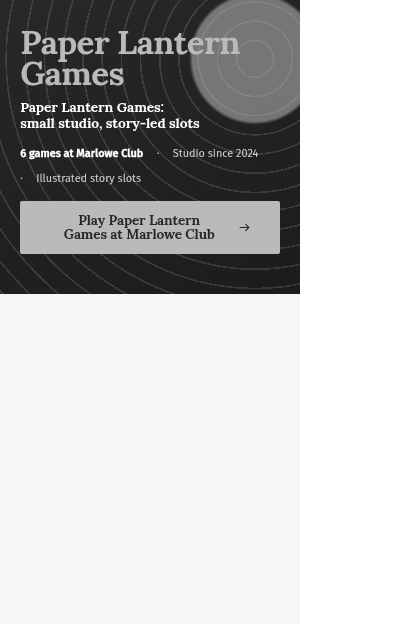 Paper Lantern
Games
Paper Lantern Games:
small studio, story-led slots
6 games at Marlowe Club · Studio since 2024
· Illustrated story slots
Play Paper Lantern
Games at Marlowe Club →